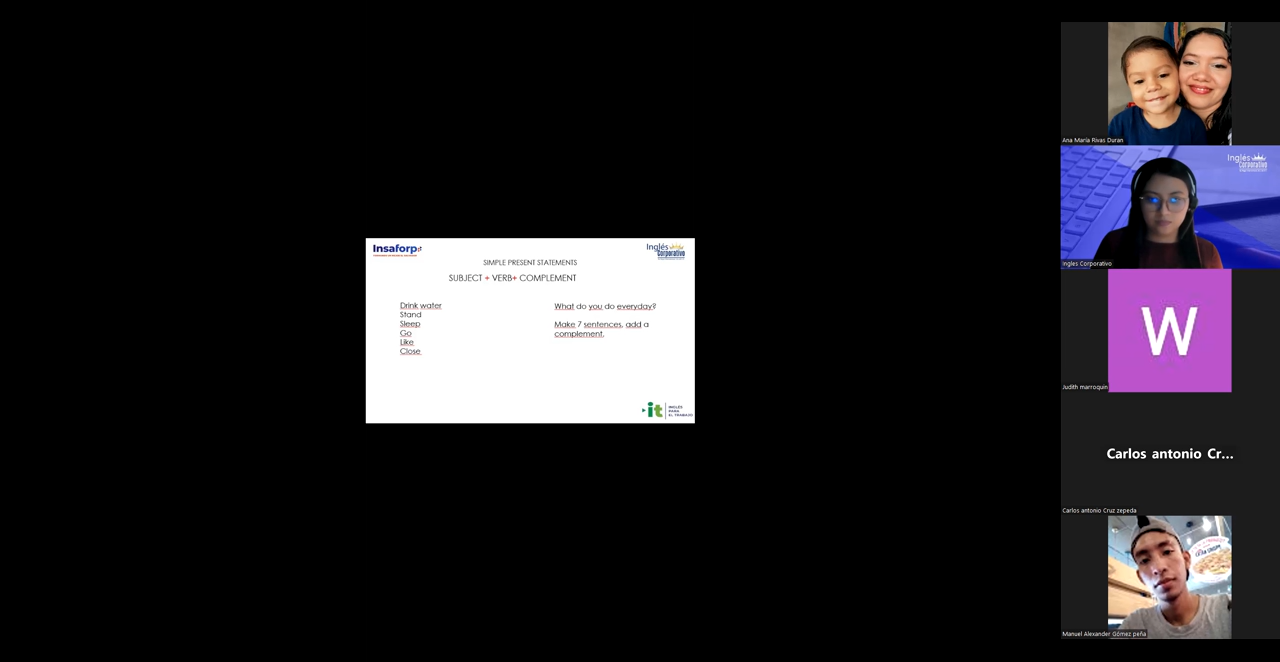 Insaforp
Inglés
Corporativo
SIMPLE PRESENT STATEMENTS
SUBJECT + VERB+ COMPLEMENT
Drink water
Stand
Sleep
Go
Like
Close
What do you do everyday?
Make 7 sentences, add a
complement.
it
INGLÉS
PARA
EL TRABAJO
Ana María Rivas Duran
Inglés
Corporativo
Ingles Corporativo
W
Judith marroquin
Carlos antonio Cr...
Carlos antonio Cruz zepeda
Manuel Alexander Gómez peña